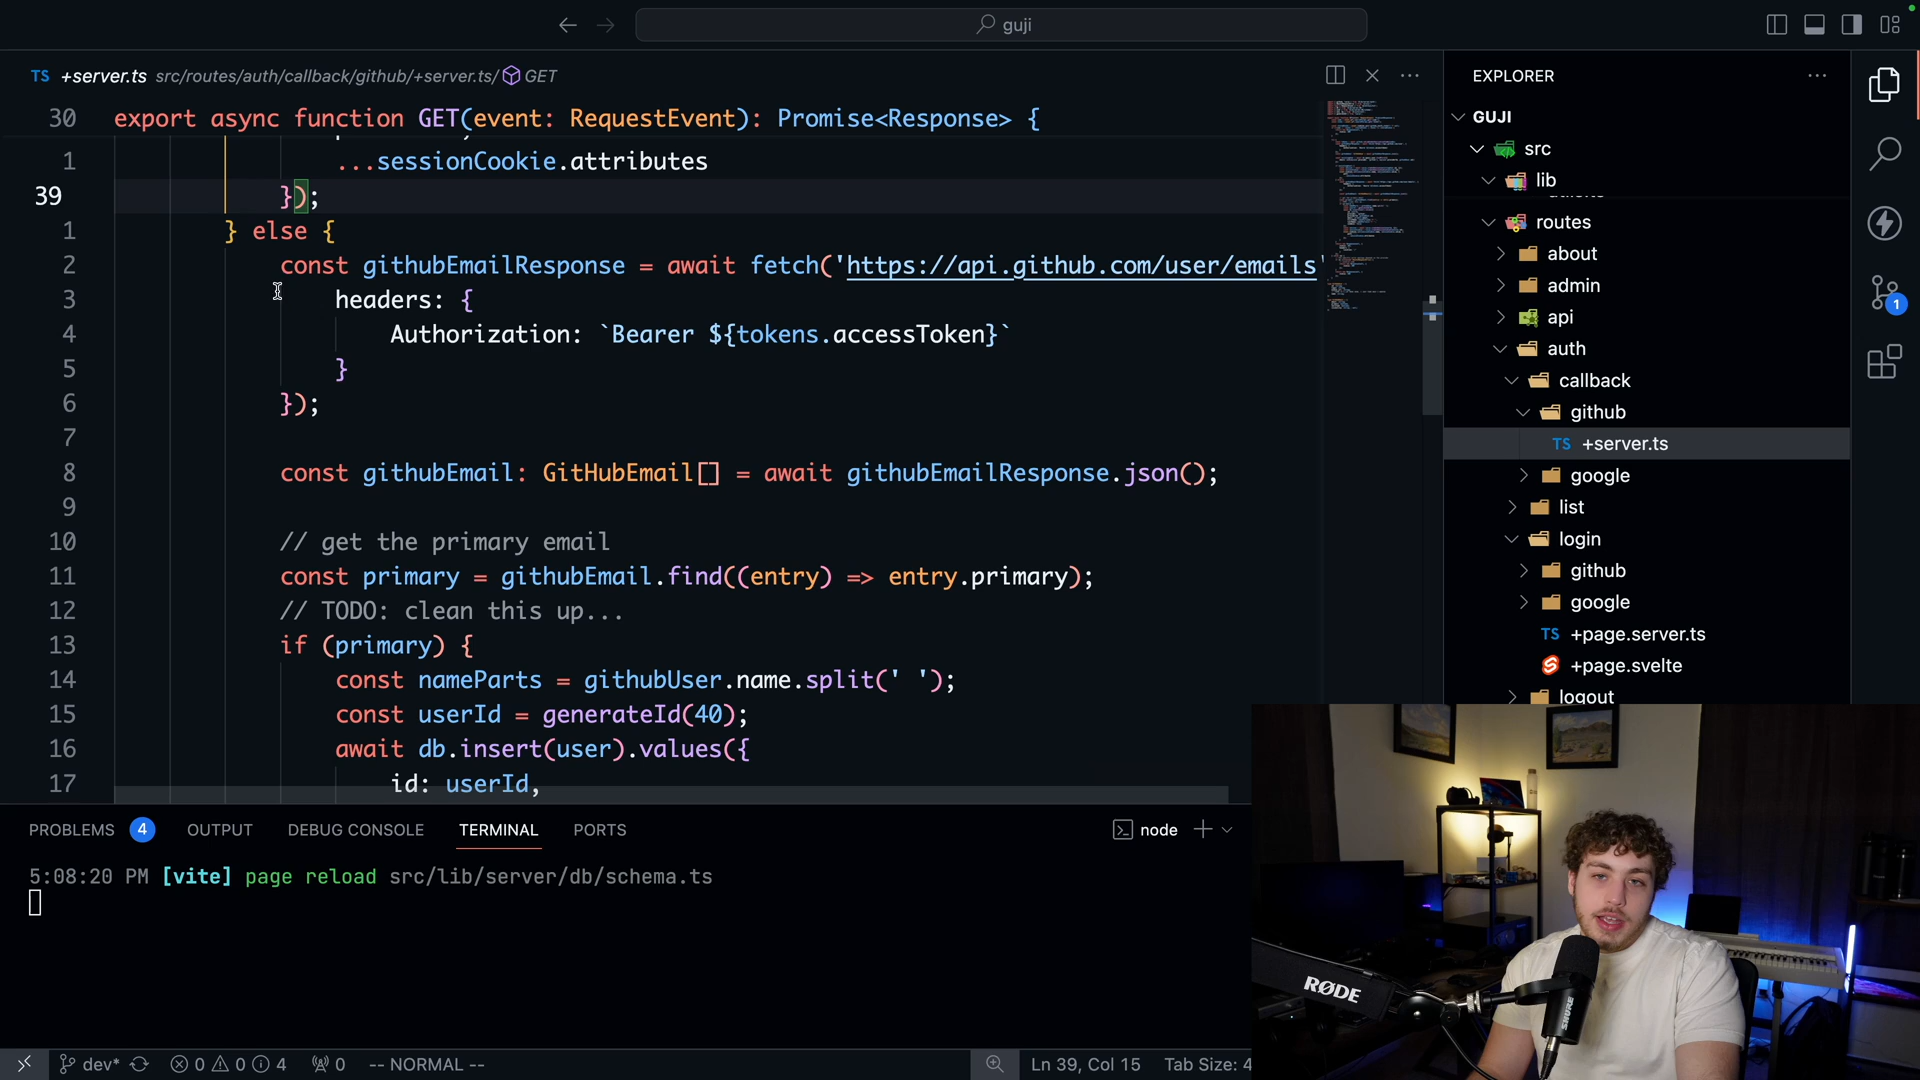 guji
TS +server.ts src/routes/auth/callback/github/+server.ts/ GET
30 export async function GET(event: RequestEvent): Promise<Response> {
1 ...sessionCookie.attributes
39 });
1 } else {
2 const githubEmailResponse = await fetch('https://api.github.com/user/emails'
3 headers: {
4 Authorization: `Bearer ${tokens.accessToken}`
5 }
6 });
7
8 const githubEmail: GitHubEmail[] = await githubEmailResponse.json();
9
10 // get the primary email
11 const primary = githubEmail.find((entry) => entry.primary);
12 // TODO: clean this up...
13 if (primary) {
14 const nameParts = githubUser.name.split(' ');
15 const userId = generateId(40);
16 await db.insert(user).values({
17 id: userId,
PROBLEMS 4 OUTPUT DEBUG CONSOLE TERMINAL PORTS
node
5:08:20 PM [vite] page reload src/lib/server/db/schema.ts
dev* 0 0 4 0 -- NORMAL --
Ln 39, Col 15 Tab Size: 4
EXPLORER
GUJI
src
lib
routes
about
admin
api
auth
callback
github
TS +server.ts
google
list
login
github
google
TS +page.server.ts
+page.svelte
logout
1
RØDE
SHURE